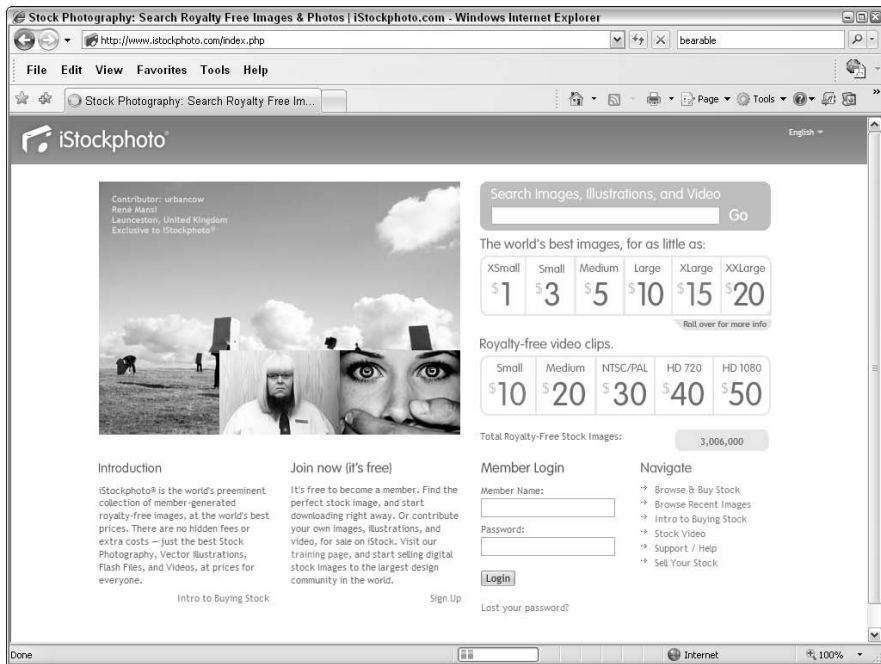 Stock Photography: Search Royalty Free Images & Photos | iStockphoto.com - Windows Internet Explorer
http://www.istockphoto.com/index.php
bearable
File Edit View Favorites Tools Help
Stock Photography: Search Royalty Free Im...
Page Tools
iStockphoto®
English
Contributor: urbancow
René Mansi
Launceston, United Kingdom
Exclusive to iStockphoto®
Search Images, Illustrations, and Video
Go
The world's best images, for as little as:
XSmall Small Medium Large XLarge XXLarge
$1 $3 $5 $10 $15 $20
Roll over for more info
Royalty-free video clips.
Small Medium NTSC/PAL HD 720 HD 1080
$10 $20 $30 $40 $50
Total Royalty-Free Stock Images: 3,006,000
Introduction
iStockphoto® is the world's preeminent
collection of member-generated
royalty-free images, at the world's best
prices. There are no hidden fees or
extra costs — just the best Stock
Photography, Vector Illustrations,
Flash Files, and Videos, at prices for
everyone.
Intro to Buying Stock
Join now (it's free)
It's free to become a member. Find the
perfect stock image, and start
downloading right away. Or contribute
your own images, illustrations, and
video, for sale on iStock. Visit our
training page, and start selling digital
stock images to the largest design
community in the world.
Sign Up
Member Login
Member Name:
Password:
Login
Lost your password?
Navigate
Browse & Buy Stock
Browse Recent Images
Intro to Buying Stock
Stock Video
Support / Help
Sell Your Stock
Done
Internet
100%